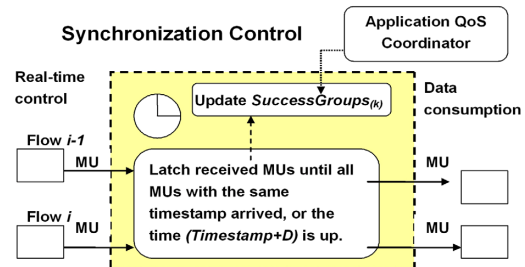 Synchronization Control
Application QoS
Coordinator
Real-time
control
Data
consumption
Update SuccessGroups(k)
Flow i-1
MU
MU
Latch received MUs until all
MUs with the same
timestamp arrived, or the
time (Timestamp+D) is up.
Flow i
MU
MU